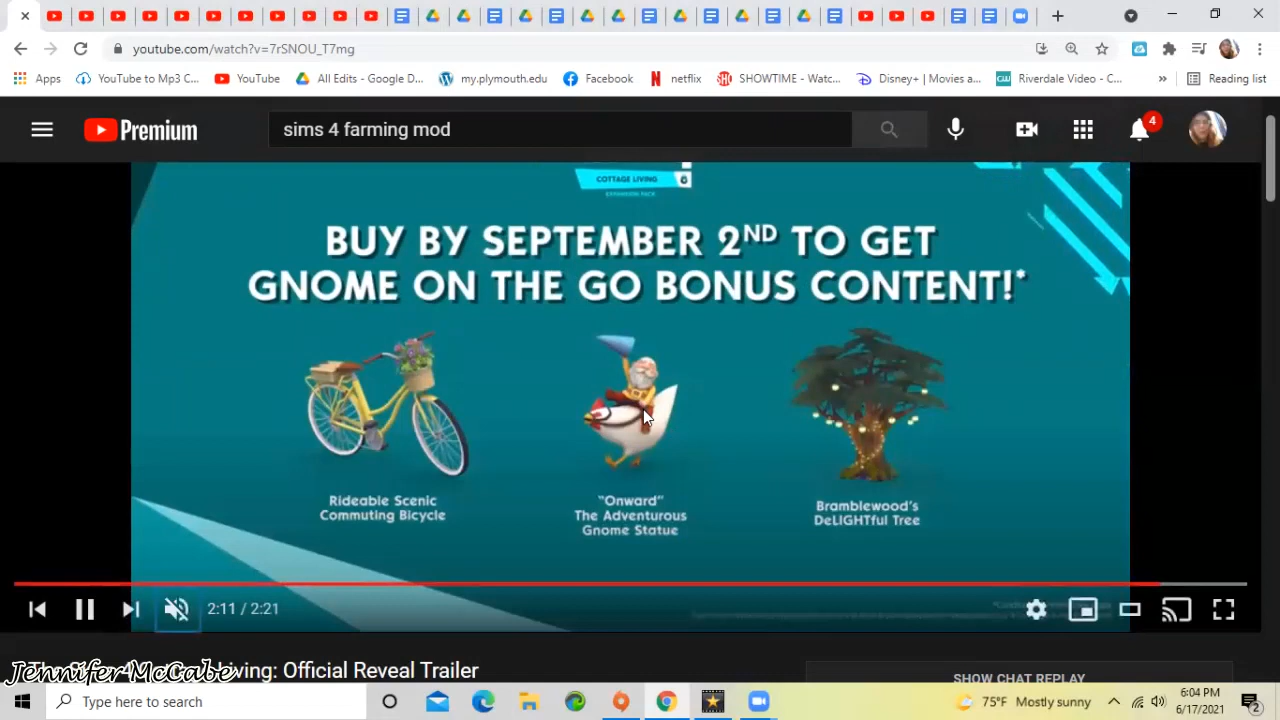 youtube.com/watch?v=7rSNOU_T7mg
Apps
YouTube to Mp3 C...
YouTube
All Edits - Google D...
my.plymouth.edu
Facebook
netflix
SHOWTIME - Watc...
Disney+ | Movies a...
Riverdale Video - C...
»
Reading list
Premium
sims 4 farming mod
4
COTTAGE LIVING
EXPANSION PACK
BUY BY SEPTEMBER 2ND TO GET
GNOME ON THE GO BONUS CONTENT!*
Rideable Scenic
Commuting Bicycle
"Onward"
The Adventurous
Gnome Statue
Bramblewood's
DeLIGHTful Tree
2:11 / 2:21
Living: Official Reveal Trailer
Jennifer McCabe
SHOW CHAT REPLAY
Type here to search
75°F Mostly sunny
6:04 PM
6/17/2021
2